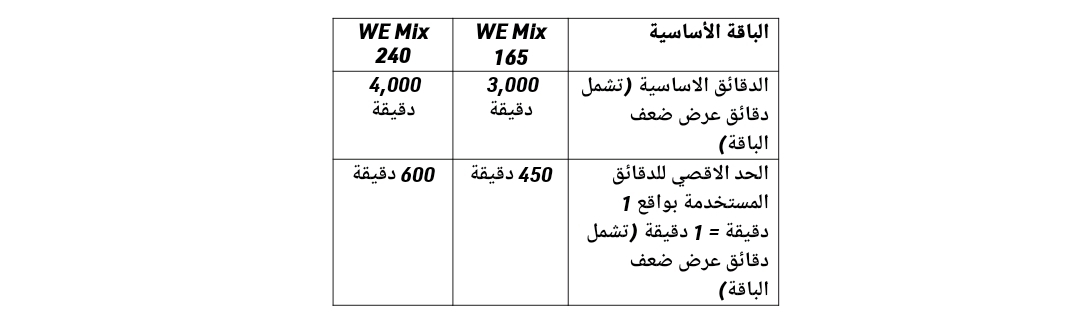 الباقة الأساسية
WE Mix
165
WE Mix
240
الدقائق الاساسية (تشمل
دقائق عرض ضعف
الباقة)
3,000
دقيقة
4,000
دقيقة
الحد الاقصي للدقائق
المستخدمة بواقع 1
دقيقة = 1 دقيقة (تشمل
دقائق عرض ضعف
الباقة)
450 دقيقة
600 دقيقة